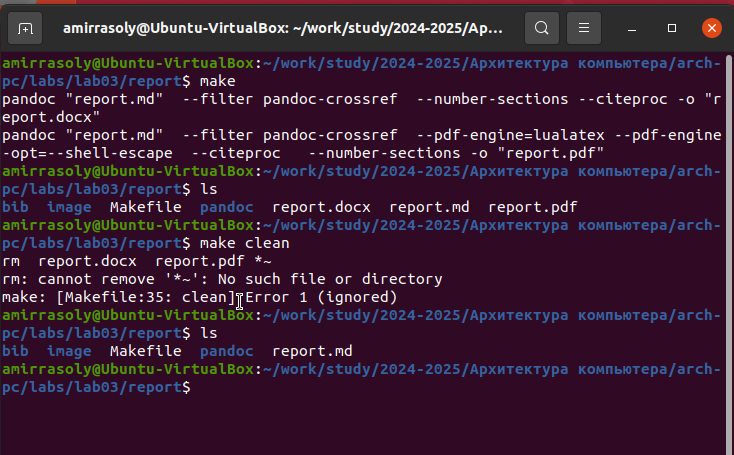 amirrasoly@Ubuntu-VirtualBox: ~/work/study/2024-2025/Ар...
amirrasoly@Ubuntu-VirtualBox:~/work/study/2024-2025/Архитектура компьютера/arch-
pc/labs/lab03/report$ make
pandoc "report.md"  --filter pandoc-crossref  --number-sections --citeproc -o "r
eport.docx"
pandoc "report.md"  --filter pandoc-crossref  --pdf-engine=lualatex --pdf-engine
-opt=--shell-escape  --citeproc   --number-sections -o "report.pdf"
amirrasoly@Ubuntu-VirtualBox:~/work/study/2024-2025/Архитектура компьютера/arch-
pc/labs/lab03/report$ ls
bib  image  Makefile  pandoc  report.docx  report.md  report.pdf
amirrasoly@Ubuntu-VirtualBox:~/work/study/2024-2025/Архитектура компьютера/arch-
pc/labs/lab03/report$ make clean
rm  report.docx  report.pdf *~
rm: cannot remove '*~': No such file or directory
make: [Makefile:35: clean] Error 1 (ignored)
amirrasoly@Ubuntu-VirtualBox:~/work/study/2024-2025/Архитектура компьютера/arch-
pc/labs/lab03/report$ ls
bib  image  Makefile  pandoc  report.md
amirrasoly@Ubuntu-VirtualBox:~/work/study/2024-2025/Архитектура компьютера/arch-
pc/labs/lab03/report$